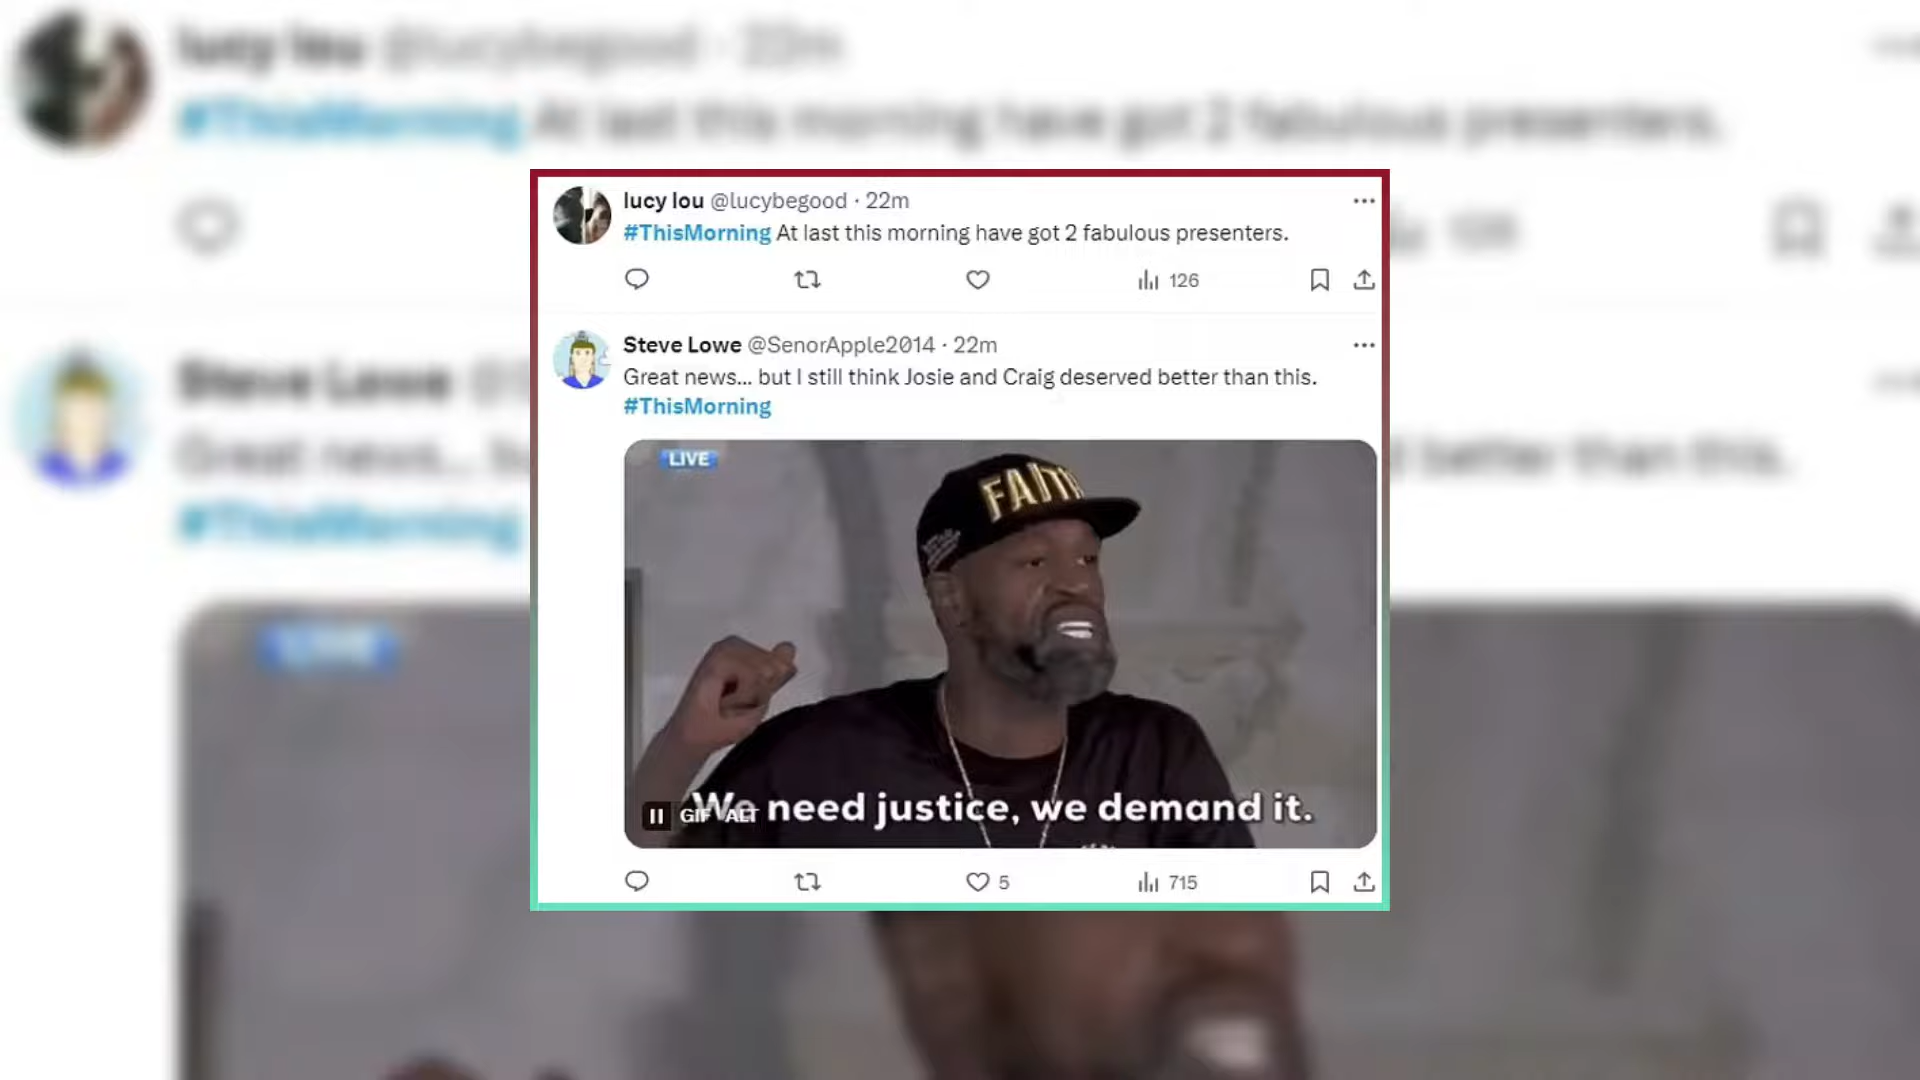 lucy lou @lucybegood · 22m
#ThisMorning At last this morning have got 2 fabulous presenters.
126
Steve Lowe @SenorApple2014 · 22m
Great news... but I still think Josie and Craig deserved better than this.
#ThisMorning
LIVE
FAITH
We need justice, we demand it.
GIF ALT
5
715